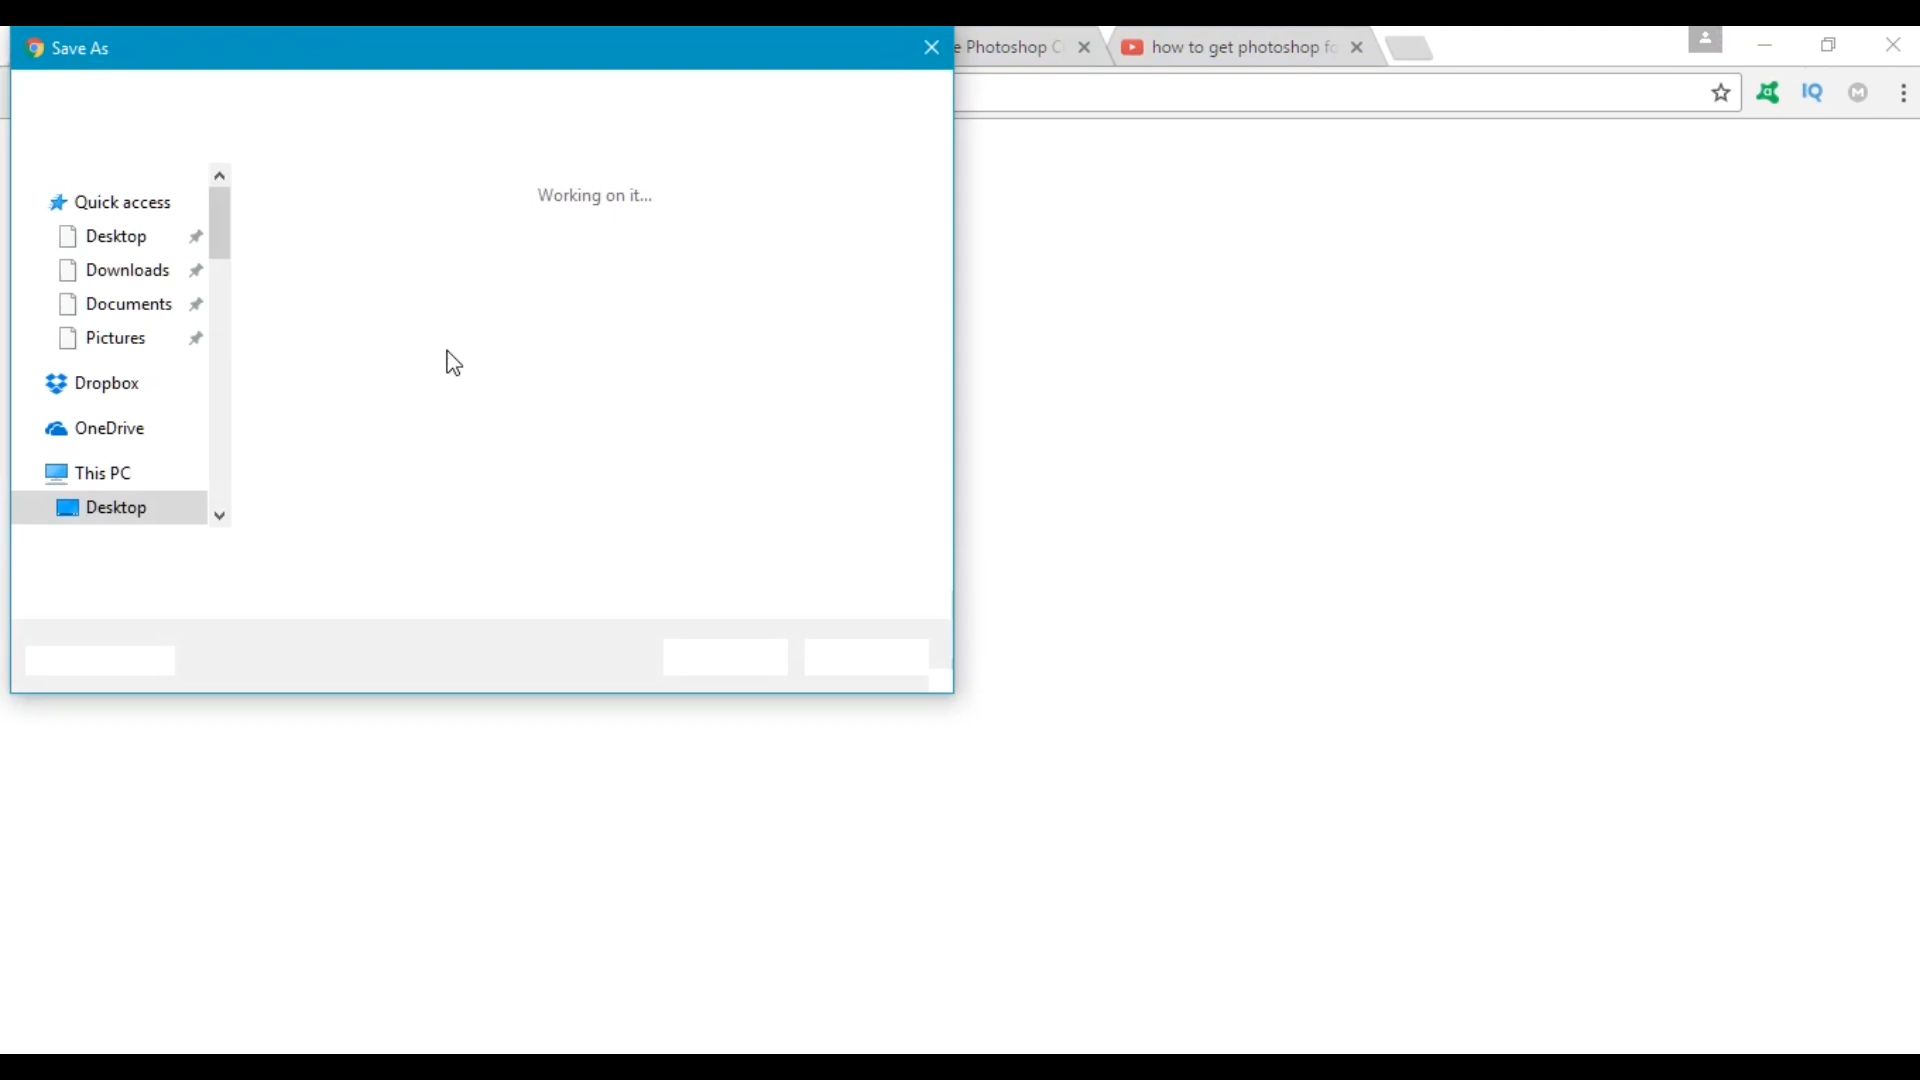 Save As
e Photoshop C
how to get photoshop fo
IQ
M
Working on it...
Quick access
Desktop
Downloads
Documents
Pictures
Dropbox
OneDrive
This PC
Desktop